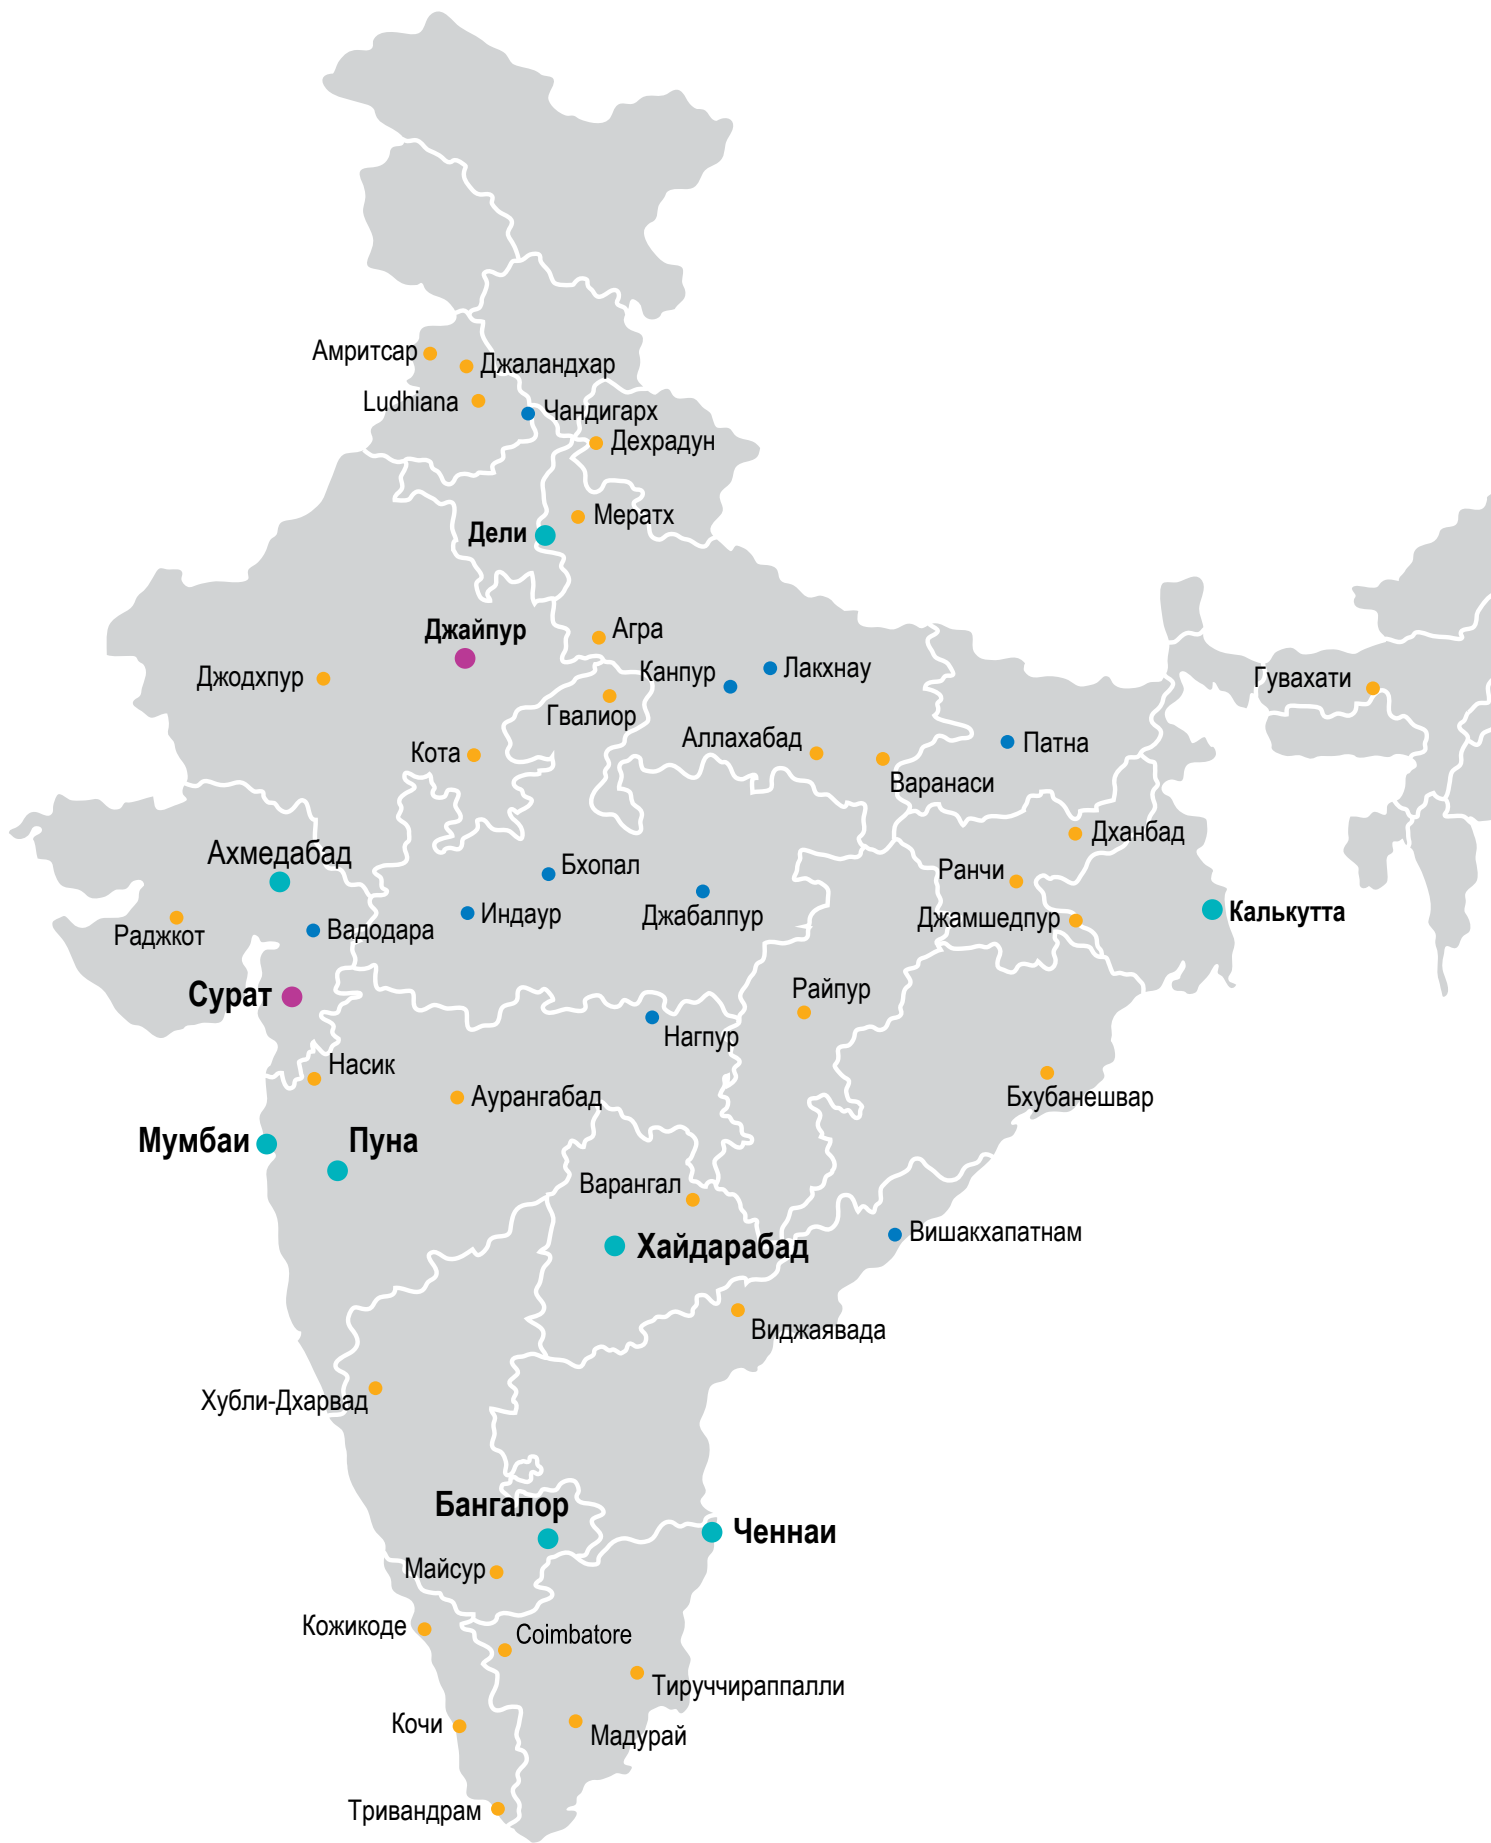 Амритсар
Джаландхар
Ludhiana
Чандигарх
Дехрадун
Мератх
Дели
Агра
Джайпур
Канпур
Лакхнау
Джодхпур
Гувахати
Гвалиор
Аллахабад
Патна
Кота
Варанаси
Дханбад
Ахмедабад
Бхопал
Ранчи
Индаур
Джабалпур
Джамшедпур
Калькутта
Раджкот
Вадодара
Сурат
Райпур
Нагпур
Насик
Аурангабад
Бхубанешвар
Мумбаи
Пуна
Варангал
Вишакхапатнам
Хайдарабад
Виджаявада
Хубли-Дхарвад
Бангалор
Ченнаи
Майсур
Кожикоде
Coimbatore
Тируччираппалли
Кочи
Мадурай
Тривандрам